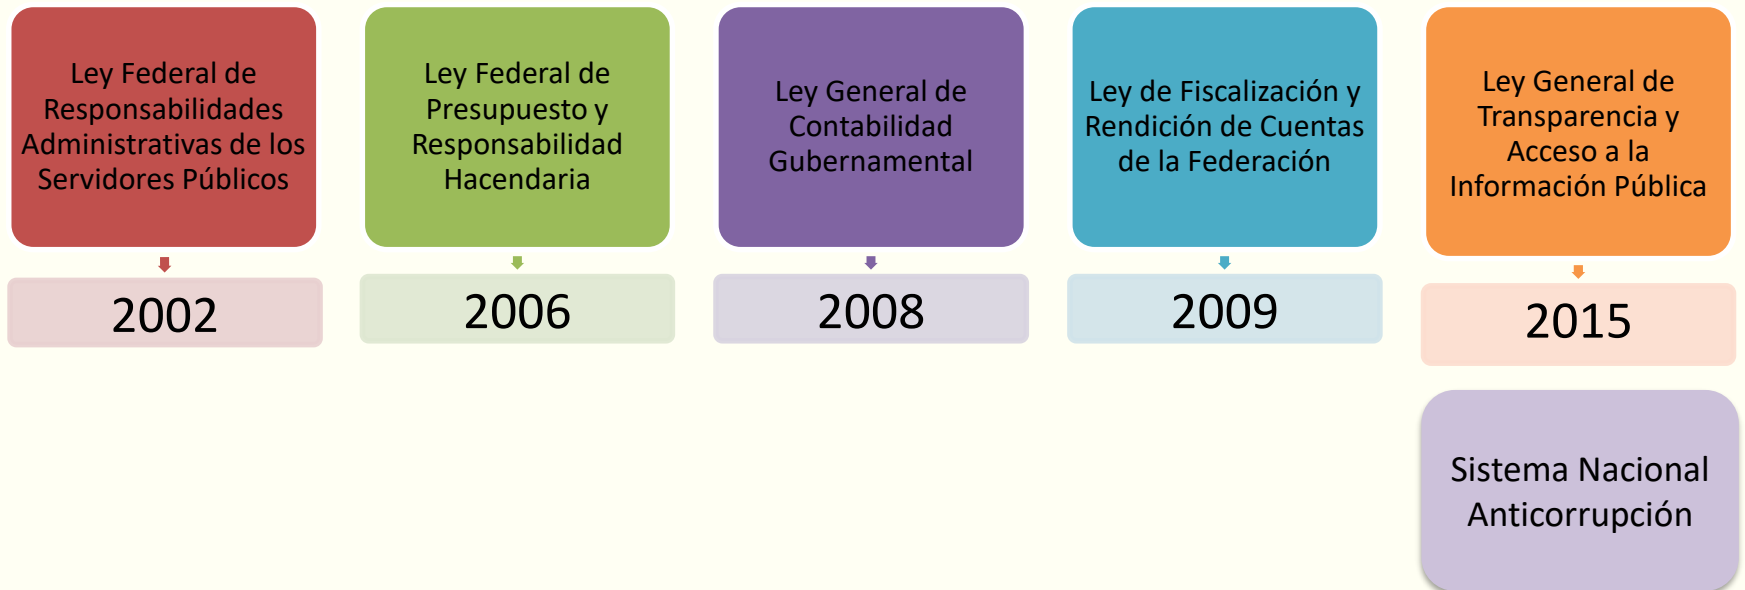 Ley Federal de
Responsabilidades
Administrativas de los
Servidores Públicos
2002
Ley Federal de
Presupuesto y
Responsabilidad
Hacendaria
2006
Ley General de
Contabilidad
Gubernamental
2008
Ley de Fiscalización y
Rendición de Cuentas
de la Federación
2009
Ley General de
Transparencia y
Acceso a la
Información Pública
2015
Sistema Nacional
Anticorrupción